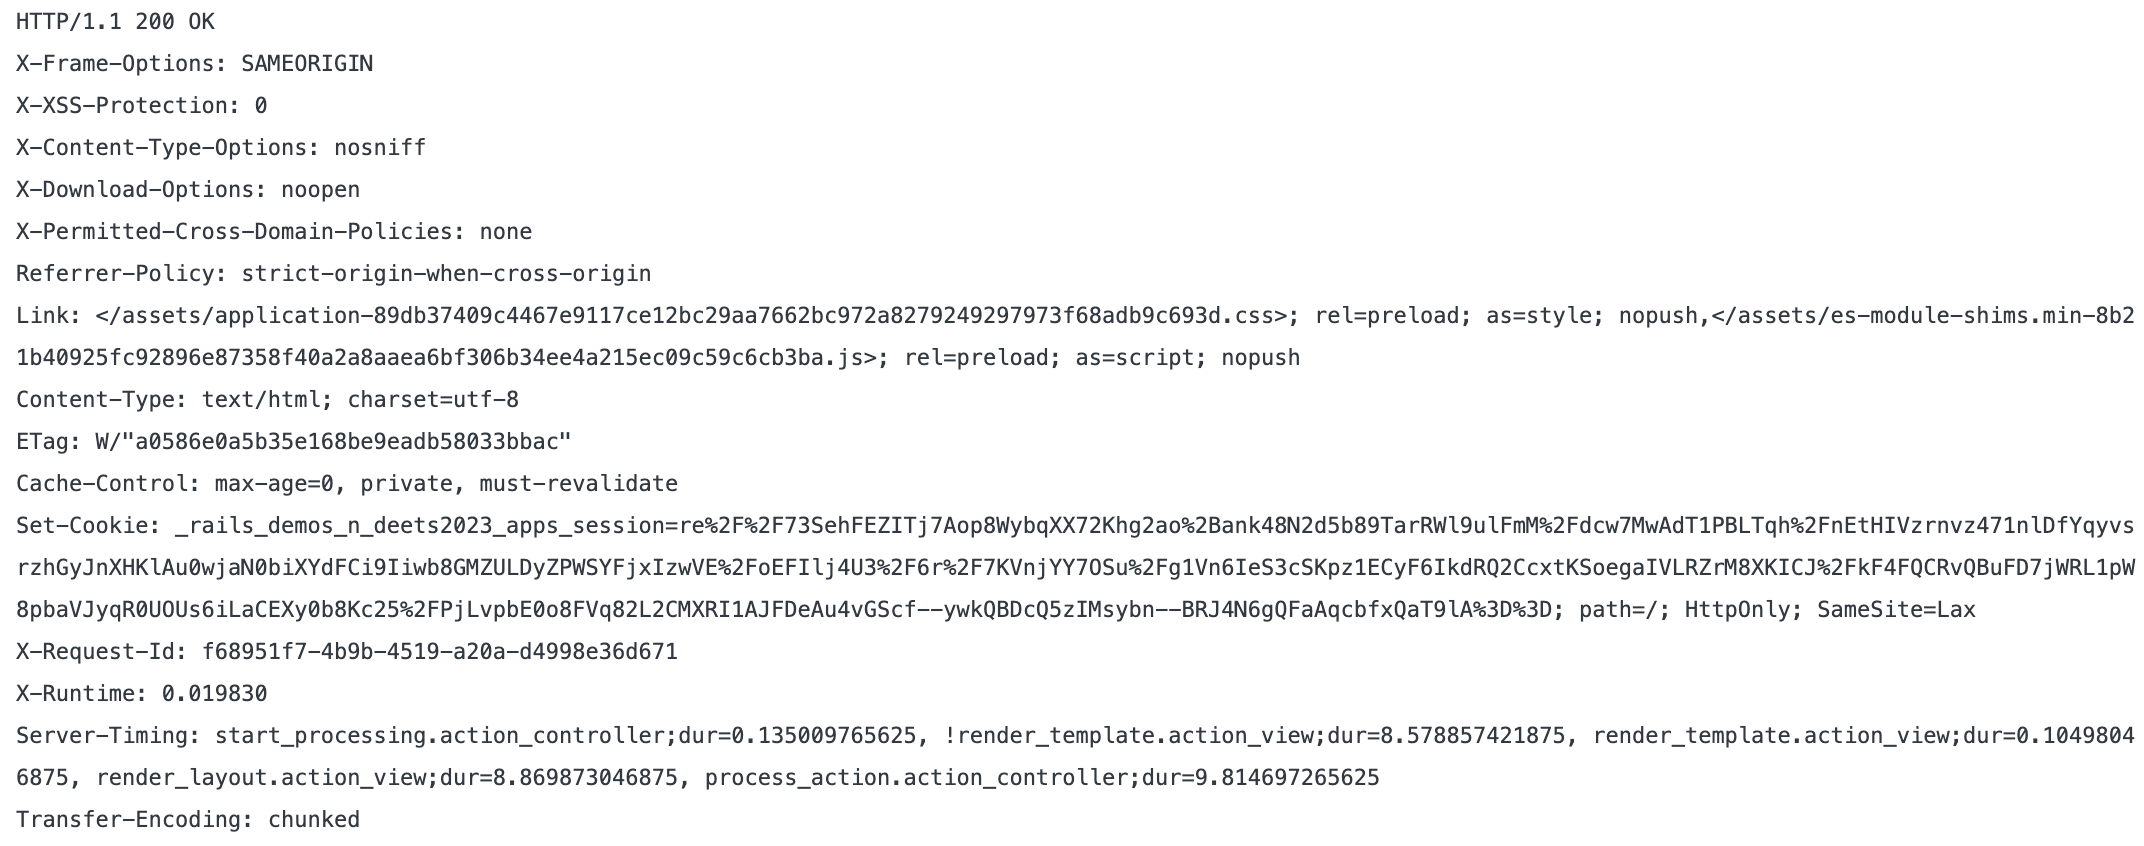 HTTP/1.1 200 OK
X-Frame-Options: SAMEORIGIN
X-XSS-Protection: 0
X-Content-Type-Options: nosniff
X-Download-Options: noopen
X-Permitted-Cross-Domain-Policies: none
Referrer-Policy: strict-origin-when-cross-origin
Link: </assets/application-89db37409c4467e9117ce12bc29aa7662bc972a8279249297973f68adb9c693d.css>; rel=preload; as=style; nopush,</assets/es-module-shims.min-8b2
1b40925fc92896e87358f40a2a8aaea6bf306b34ee4a215ec09c59c6cb3ba.js>; rel=preload; as=script; nopush
Content-Type: text/html; charset=utf-8
ETag: W/"a0586e0a5b35e168be9eadb58033bbac"
Cache-Control: max-age=0, private, must-revalidate
Set-Cookie: _rails_demos_n_deets2023_apps_session=re%2F%2F73SehFEZITj7Aop8WybqXX72Khg2ao%2Bank48N2d5b89TarRWl9ulFmM%2Fdcw7MwAdT1PBLTqh%2FnEtHIVzrnvz471nlDfYqyvs
rzhGyJnXHKlAu0wjaN0biXYdFCi9Iiwb8GMZULDyZPWSYFjxIzwVE%2FoEFIlj4U3%2F6r%2F7KVnjYY7OSu%2Fg1Vn6IeS3cSKpz1ECyF6IkdRQ2CcxtKSoegaIVLRZrM8XKICJ%2FkF4FQCRvQBuFD7jWRL1pW
8pbaVJyqR0UOUs6iLaCEXy0b8Kc25%2FPjLvpbE0o8FVq82L2CMXRI1AJFDeAu4vGScf--ywkQBDcQ5zIMsybn--BRJ4N6gQFaAqcbfxQaT9lA%3D%3D; path=/; HttpOnly; SameSite=Lax
X-Request-Id: f68951f7-4b9b-4519-a20a-d4998e36d671
X-Runtime: 0.019830
Server-Timing: start_processing.action_controller;dur=0.135009765625, !render_template.action_view;dur=8.578857421875, render_template.action_view;dur=0.1049804
6875, render_layout.action_view;dur=8.869873046875, process_action.action_controller;dur=9.814697265625
Transfer-Encoding: chunked